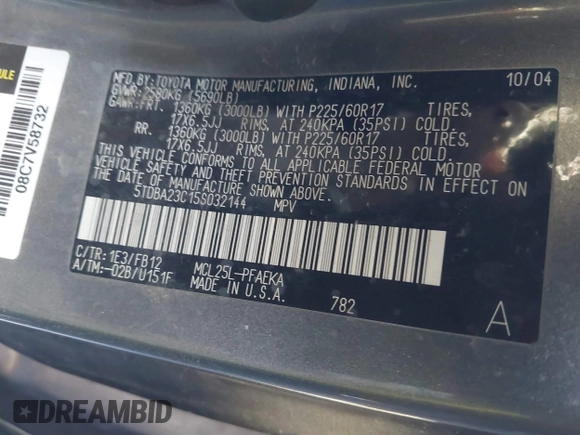 ULE
08C7V58732
MFD.BY:TOYOTA MOTOR MANUFACTURING, INDIANA, INC. 10/04
GVWR:2580KG (5690LB)
GAWR:FRT. 1360KG (3000LB) WITH P225/60R17 TIRES,
17X6.5JJ RIMS, AT 240KPA (35PSI) COLD.
RR. 1360KG (3000LB) WITH P225/60R17 TIRES,
17X6.5JJ RIMS, AT 240KPA (35PSI) COLD.
THIS VEHICLE CONFORMS TO ALL APPLICABLE FEDERAL MOTOR
VEHICLE SAFETY AND THEFT PREVENTION STANDARDS IN EFFECT ON
THE DATE OF MANUFACTURE SHOWN ABOVE.
5TDBA23C15S032144 MPV
C/TR:1E3/FB12 MCL25L-PFAEKA
A/TM:-02B/U151F MADE IN U.S.A. 782 A
DREAMBID